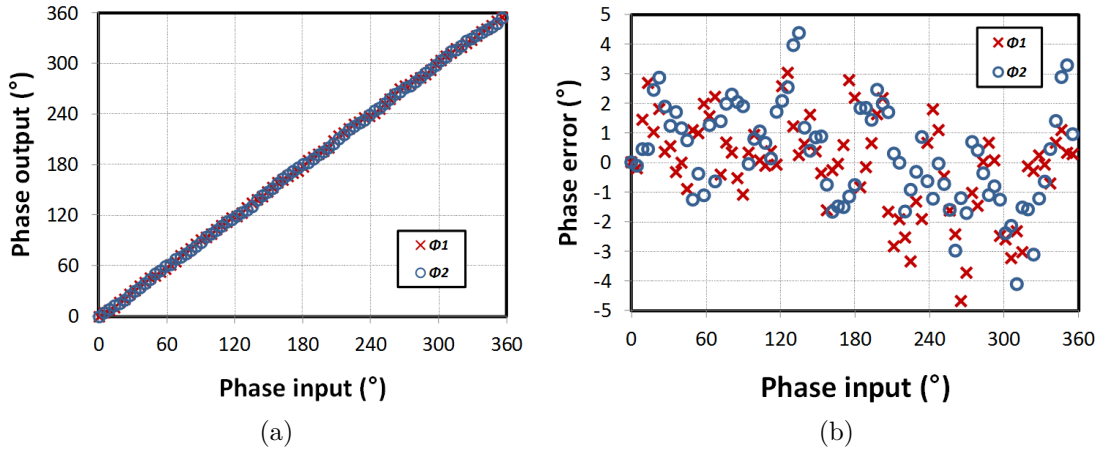 360
300
240
180
120
60
0
Phase output (°)
Φ1
Φ2
0 60 120 180 240 300 360
Phase input (°)
(a)
5
4
3
2
1
0
-1
-2
-3
-4
-5
Phase error (°)
Φ1
Φ2
0 60 120 180 240 300 360
Phase input (°)
(b)